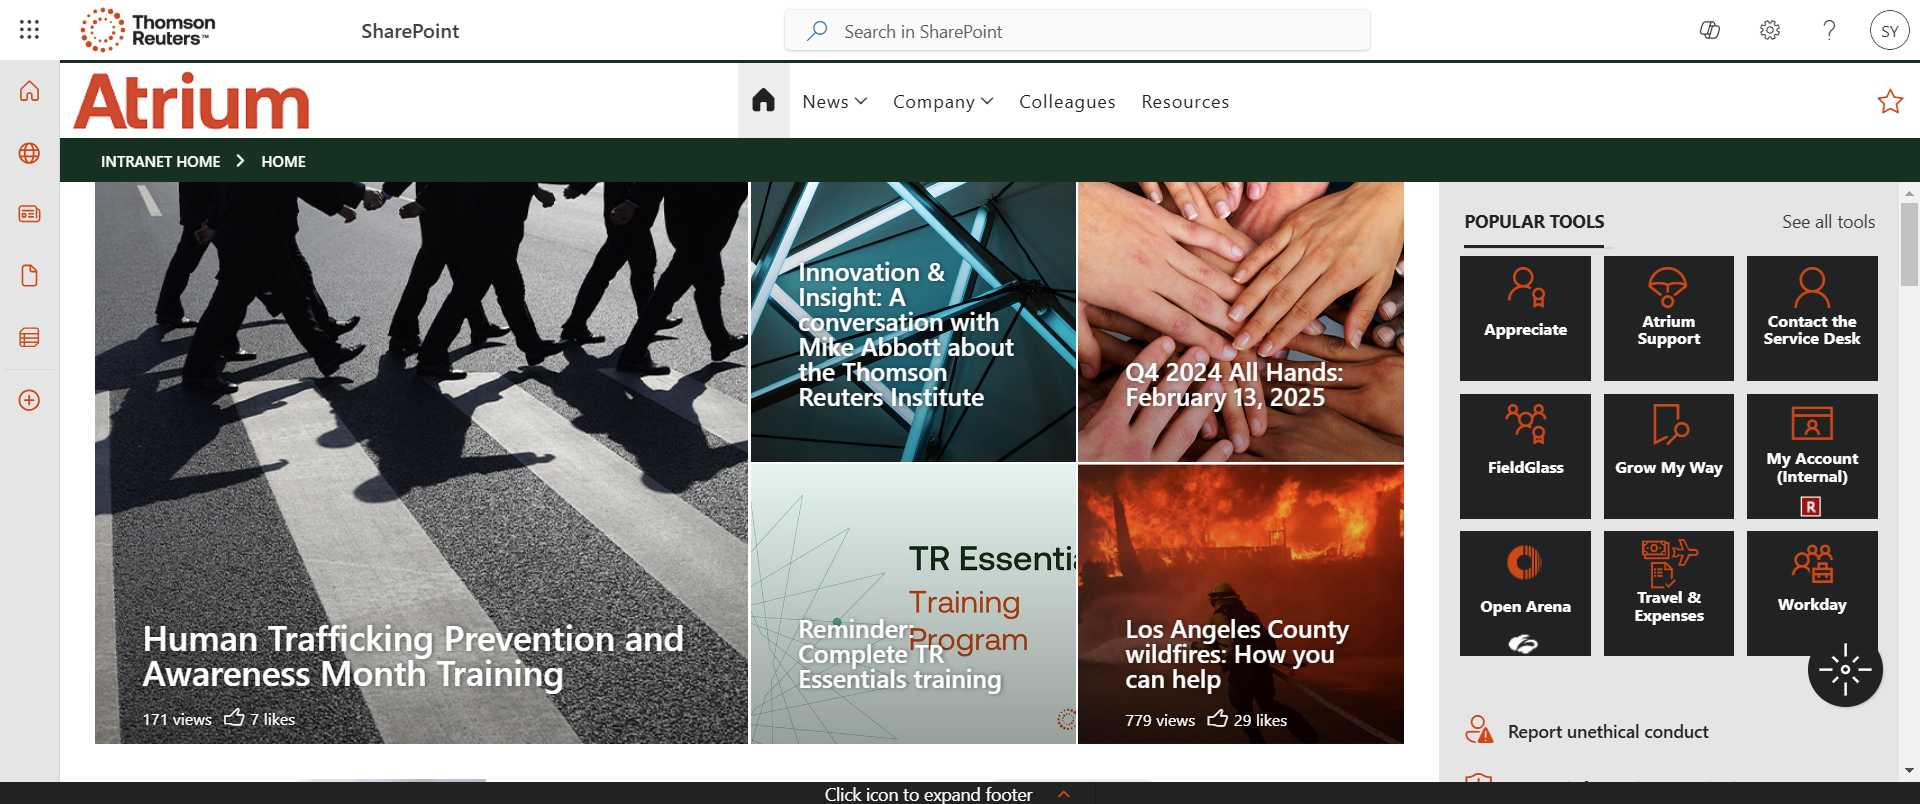 Thomson
Reuters™
SharePoint
Search in SharePoint
SY
Atrium
News
Company
Colleagues
Resources
INTRANET HOME
HOME
Human Trafficking Prevention and
Awareness Month Training
171 views
7 likes
Innovation &
Insight: A
conversation with
Mike Abbott about
the Thomson
Reuters Institute
Q4 2024 All Hands:
February 13, 2025
TR Essentia
Training
Program
Reminder:
Complete TR
Essentials training
Los Angeles County
wildfires: How you
can help
779 views
29 likes
POPULAR TOOLS
See all tools
Appreciate
Atrium
Support
Contact the
Service Desk
FieldGlass
Grow My Way
My Account
(Internal)
R
Open Arena
Travel &
Expenses
Workday
Report unethical conduct
Click icon to expand footer